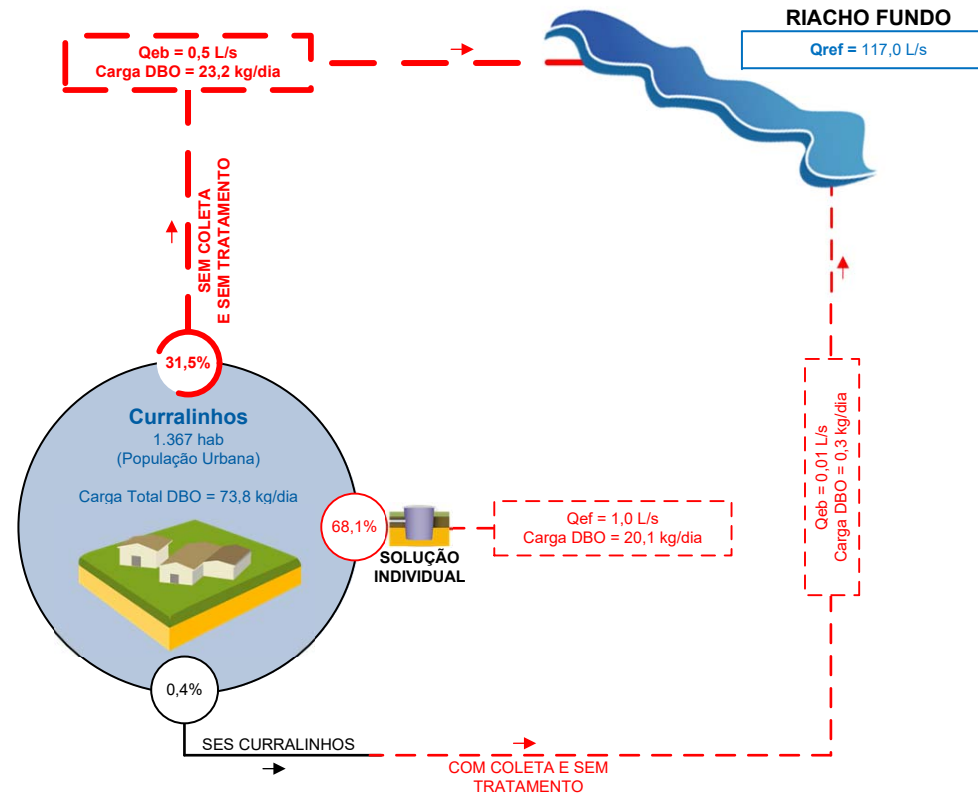 RIACHO FUNDO
Qref = 117,0 L/s
Qeb = 0,5 L/s
Carga DBO = 23,2 kg/dia
SEM COLETA
E SEM TRATAMENTO
31,5%
Curralinhos
1.367 hab
(População Urbana)
Carga Total DBO = 73,8 kg/dia
68,1%
SOLUÇÃO
INDIVIDUAL
Qef = 1,0 L/s
Carga DBO = 20,1 kg/dia
Qeb = 0,01 L/s
Carga DBO = 0,3 kg/dia
0,4%
SES CURRALINHOS
COM COLETA E SEM
TRATAMENTO